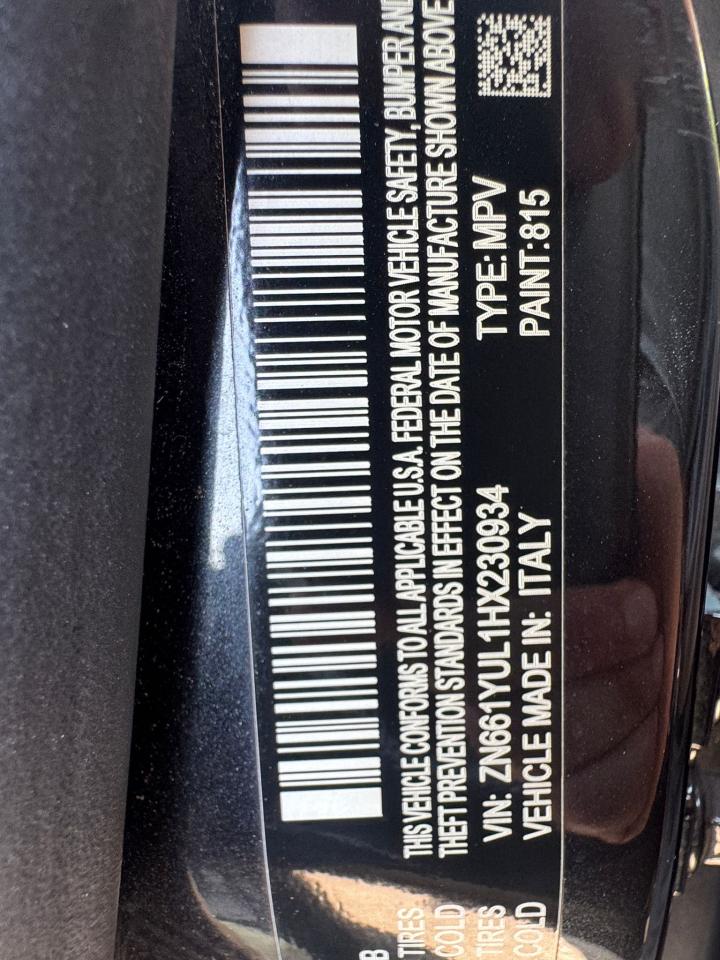 B
TIRES
COLD
TIRES
COLD
THIS VEHICLE CONFORMS TO ALL APPLICABLE U.S.A. FEDERAL MOTOR VEHICLE SAFETY, BUMPER AND
THEFT PREVENTION STANDARDS IN EFFECT ON THE DATE OF MANUFACTURE SHOWN ABOVE
VIN: ZN661YUL1HX230934 TYPE: MPV
VEHICLE MADE IN: ITALY PAINT:815